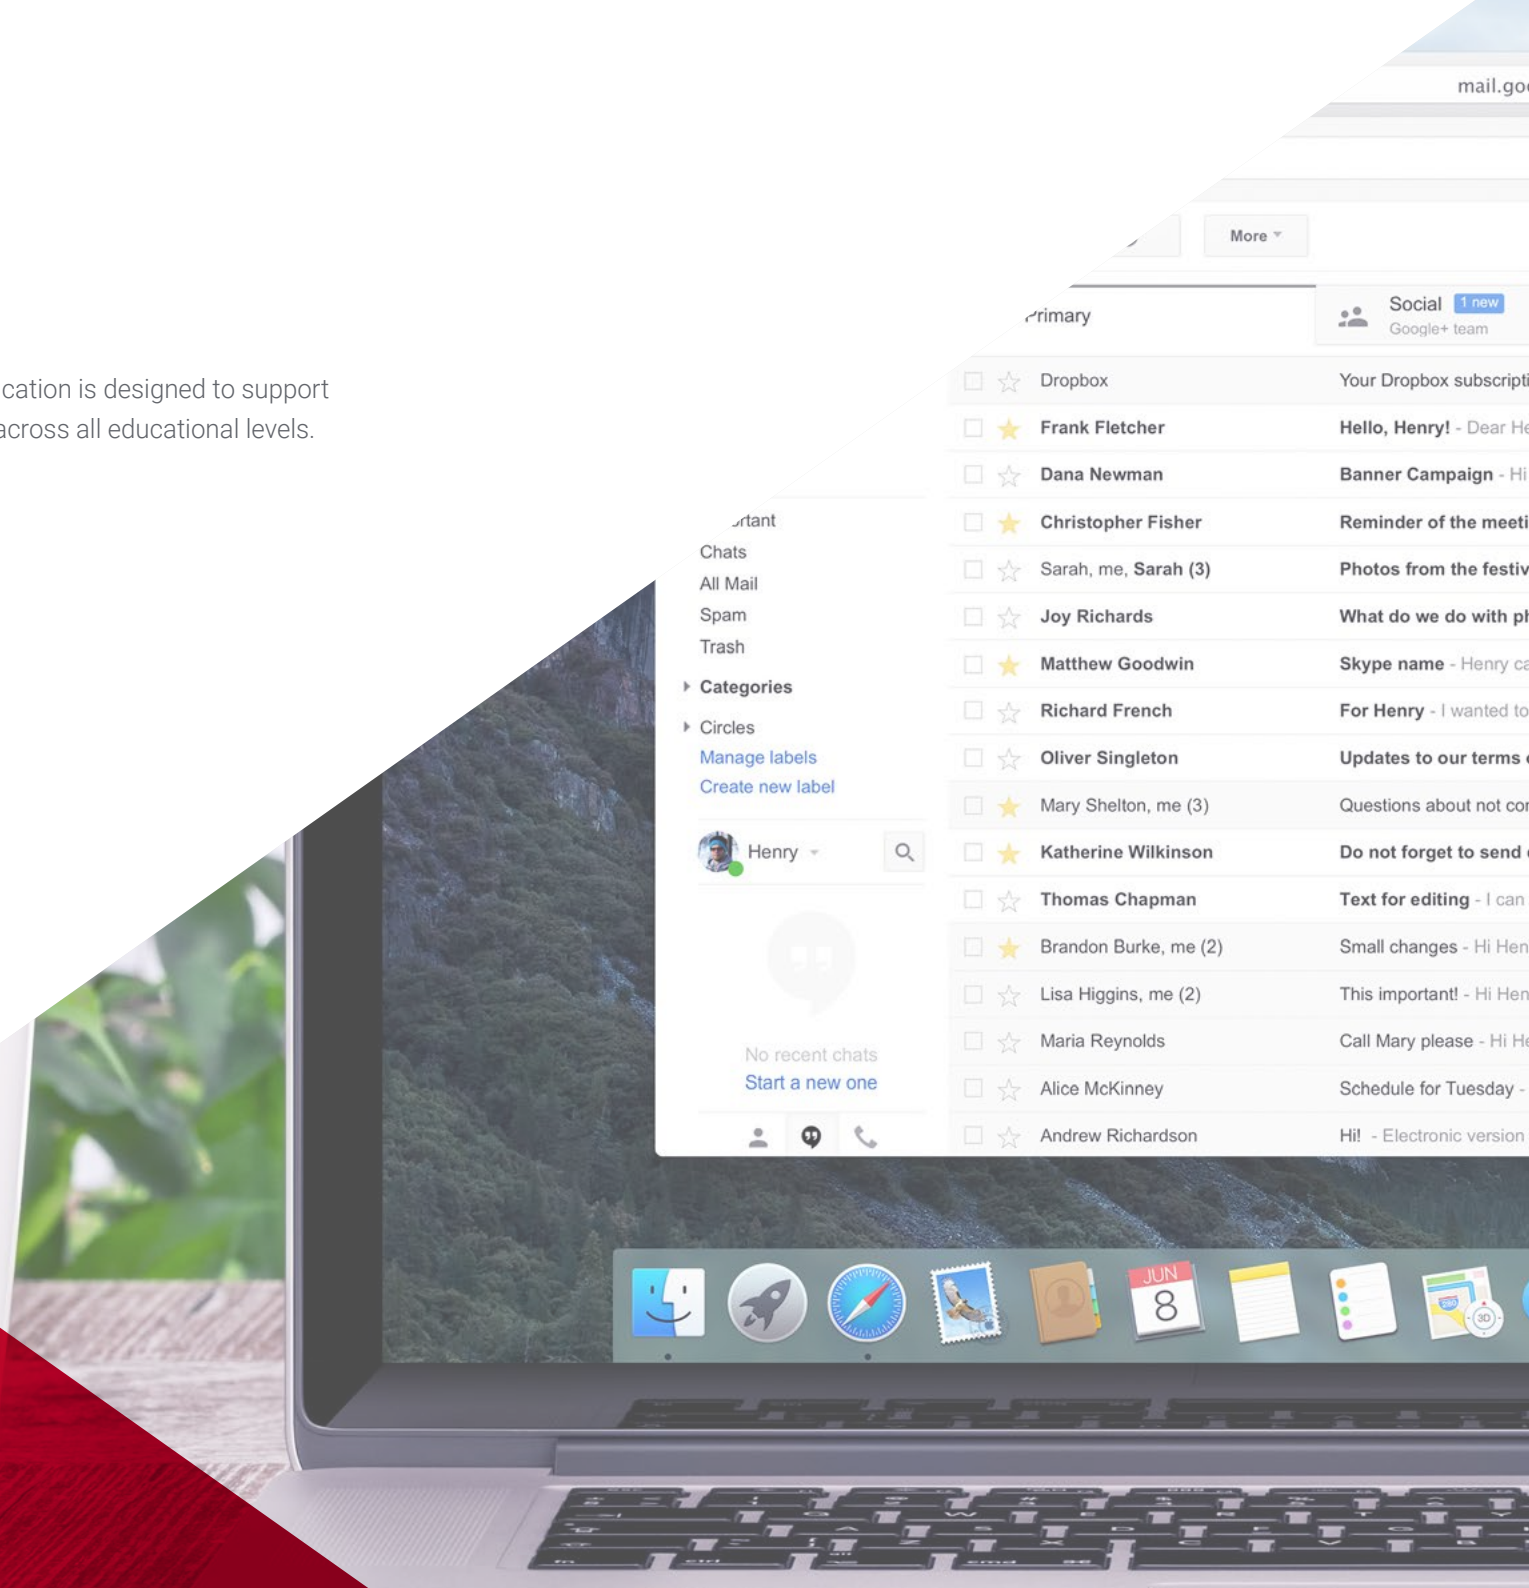 mail.goo
More
Primary
Social 1 new
Google+ team
cation is designed to support
across all educational levels.
Dropbox Your Dropbox subscripti
Frank Fletcher Hello, Henry! - Dear He
Dana Newman Banner Campaign - Hi
Christopher Fisher Reminder of the meeti
Sarah, me, Sarah (3) Photos from the festiv
Joy Richards What do we do with ph
Matthew Goodwin Skype name - Henry ca
Richard French For Henry - I wanted to
Oliver Singleton Updates to our terms
Mary Shelton, me (3) Questions about not con
Katherine Wilkinson Do not forget to send
Thomas Chapman Text for editing - I can
Brandon Burke, me (2) Small changes - Hi Hen
Lisa Higgins, me (2) This important! - Hi Hen
Maria Reynolds Call Mary please - Hi He
Alice McKinney Schedule for Tuesday -
Andrew Richardson Hi! - Electronic version
rtant
Chats
All Mail
Spam
Trash
Categories
Circles
Manage labels
Create new label
Henry
No recent chats
Start a new one
JUN
8
280
3D